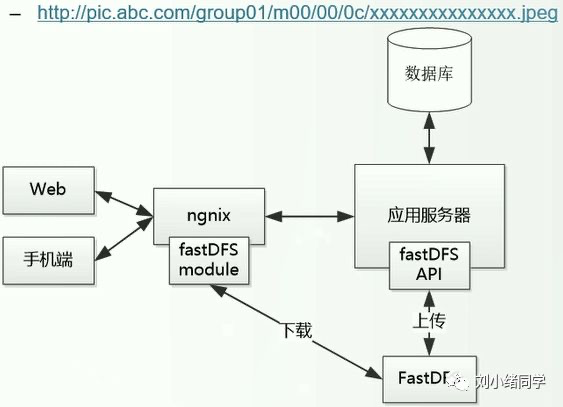 – http://pic.abc.com/group01/m00/00/0c/xxxxxxxxxxxxxxx.jpeg
数据库
Web
ngnix
应用服务器
手机端
fastDFS
module
fastDFS
API
下载
上传
FastDF
刘小绪同学